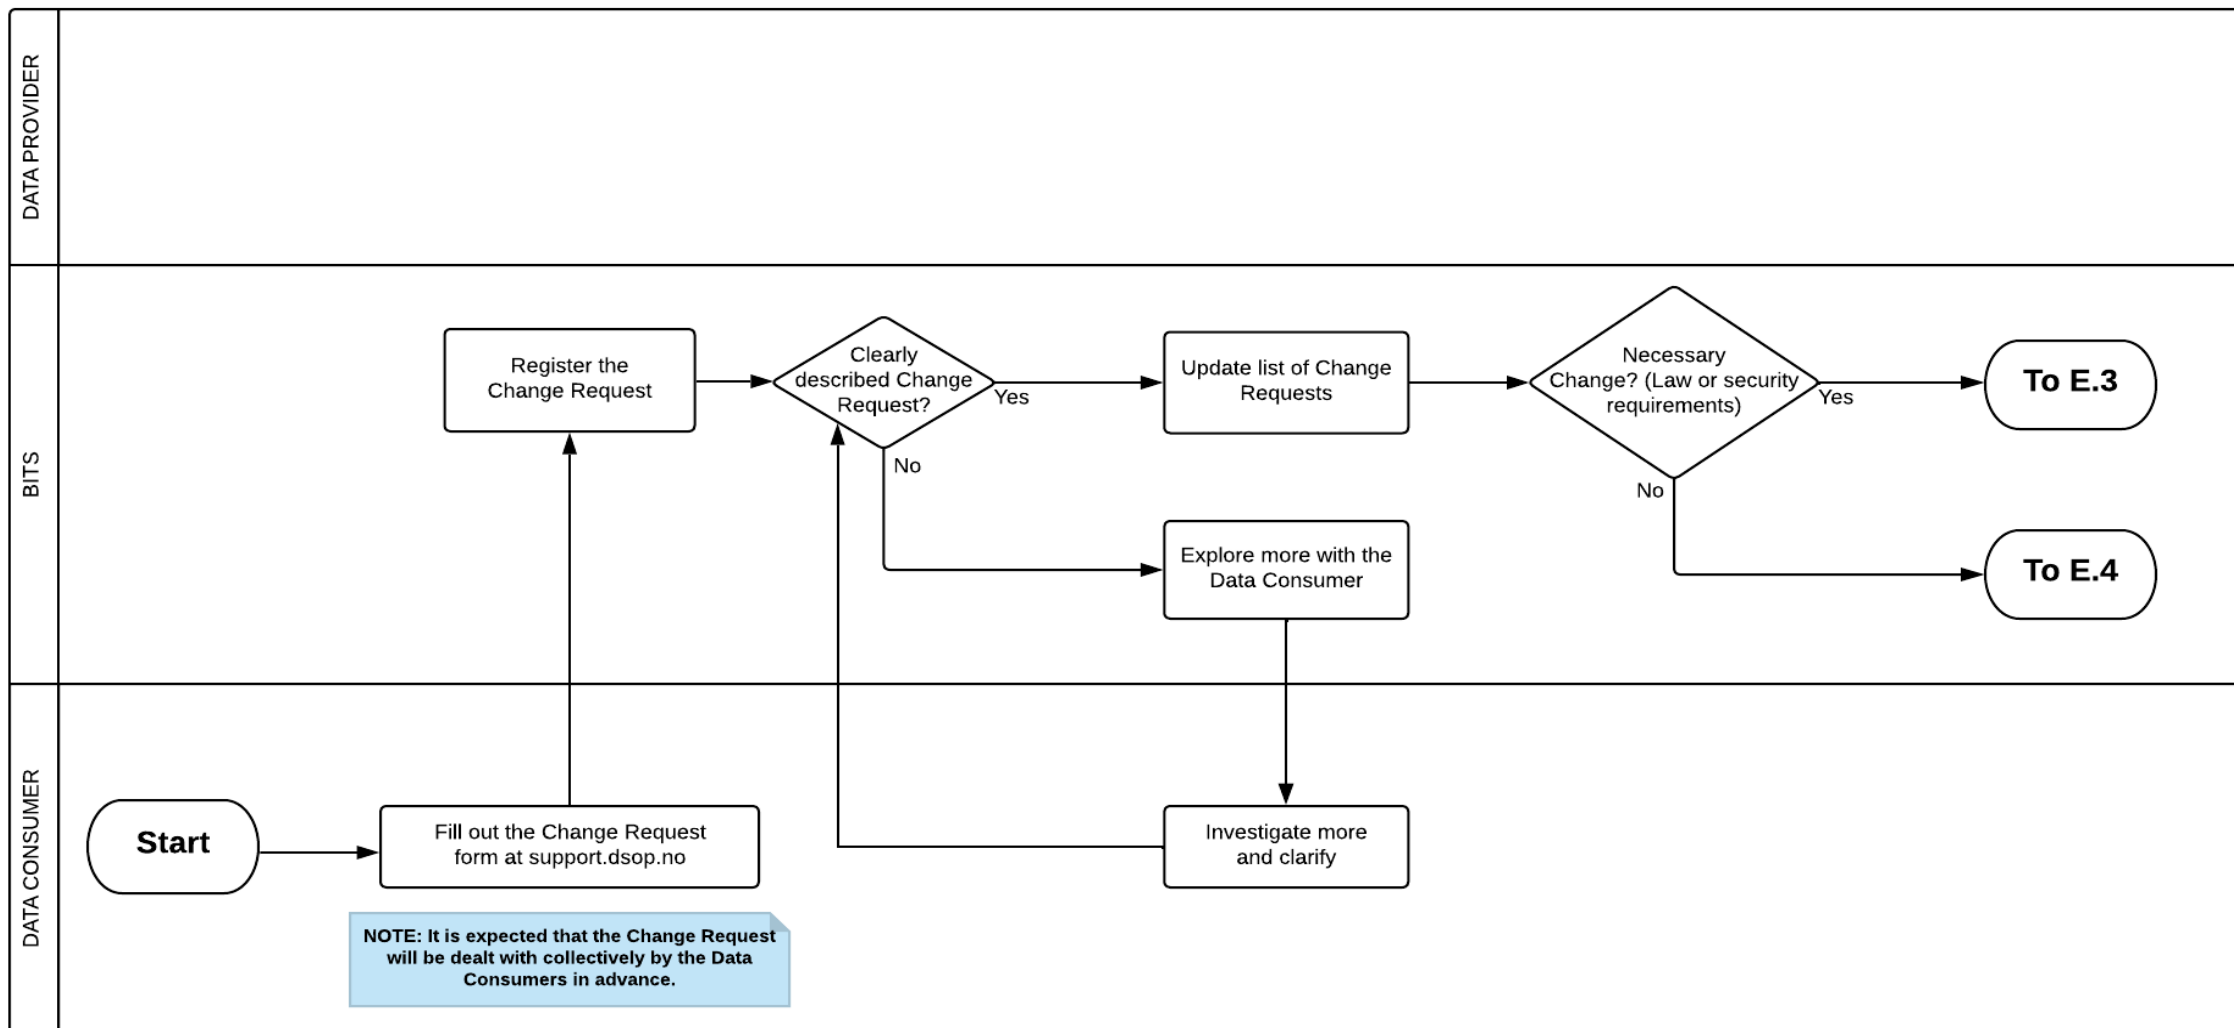 DATA PROVIDER
BITS
Register the
Change Request
Clearly
described Change
Request?
Yes
No
Update list of Change
Requests
Necessary
Change? (Law or security
requirements)
Yes
No
To E.3
Explore more with the
Data Consumer
To E.4
DATA CONSUMER
Start
Fill out the Change Request
form at support.dsop.no
Investigate more
and clarify
NOTE: It is expected that the Change Request
will be dealt with collectively by the Data
Consumers in advance.